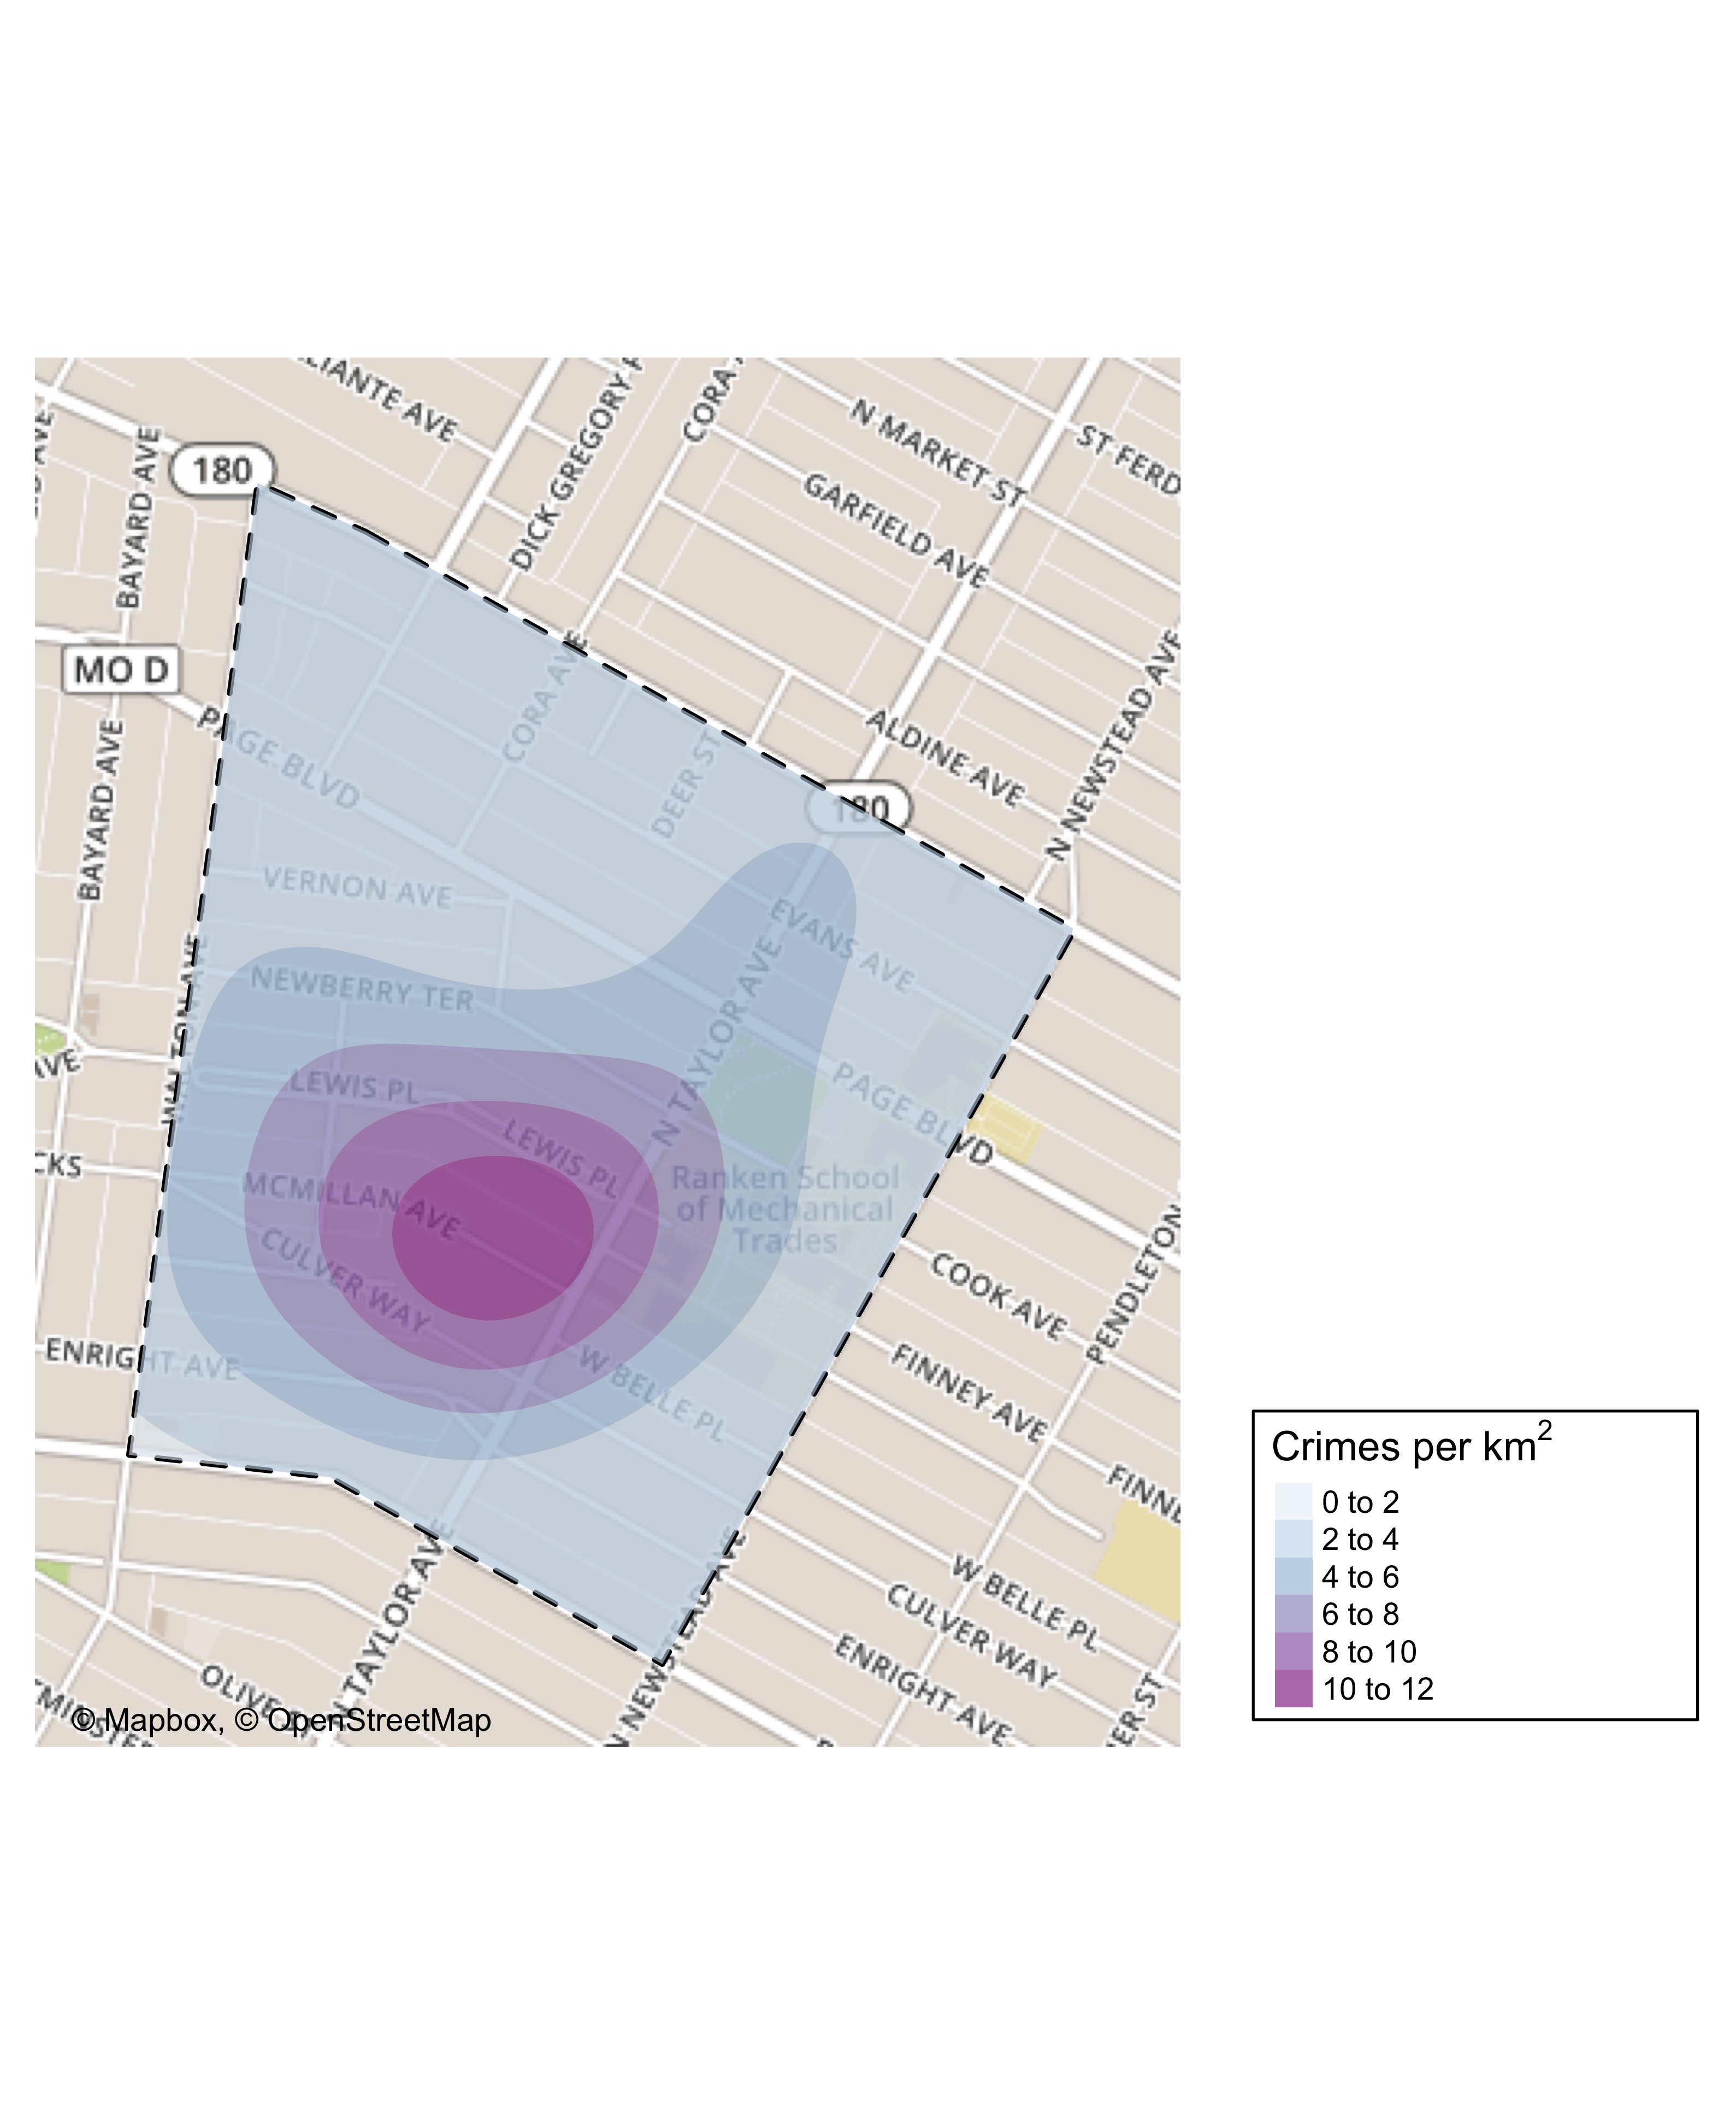 LIANTE AVE
DICK GREGORY
CORA
N MARKET ST
ST FERD
GARFIELD AVE
BAYARD AVE
180
AVE
MO D
CORA AVE
N NEWSTEAD AVE
ALDINE AVE
PAGE BLVD
DEER ST
180
BAYARD AVE
VERNON AVE
EVANS AVE
NEWBERRY TER
WALTON AVE
N TAYLOR AVE
AVE
LEWIS PL
PAGE BLVD
LEWIS PL
CKS
MCMILLAN AVE
Ranken School
of Mechanical
Trades
PENDLETON
CULVER WAY
COOK AVE
ENRIGHT AVE
W BELLE PL
FINNEY AVE
FINNE
W BELLE PL
CULVER WAY
N TAYLOR AVE
N NEWSTEAD AVE
ENRIGHT AVE
OLIVE
ER ST
© Mapbox, © OpenStreetMap
Crimes per km2
0 to 2
2 to 4
4 to 6
6 to 8
8 to 10
10 to 12